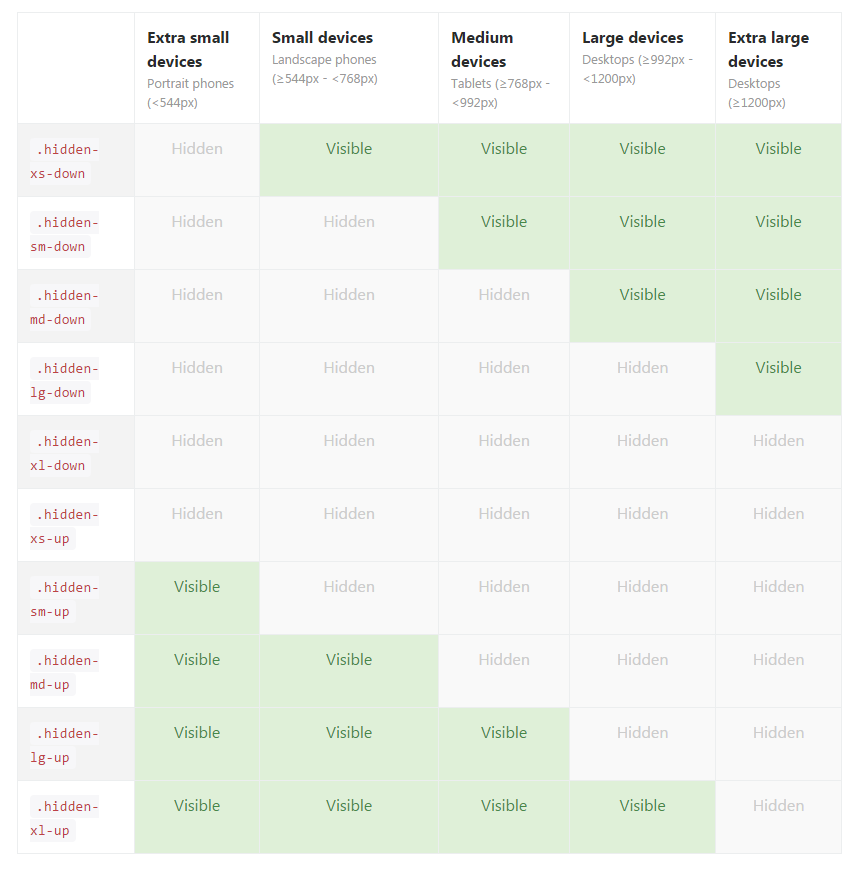 Extra small devices
Portrait phones (<544px)
Small devices
Landscape phones (≥544px - <768px)
Medium devices
Tablets (≥768px - <992px)
Large devices
Desktops (≥992px - <1200px)
Extra large devices
Desktops (≥1200px)
.hidden-xs-down Hidden Visible Visible Visible Visible
.hidden-sm-down Hidden Hidden Visible Visible Visible
.hidden-md-down Hidden Hidden Hidden Visible Visible
.hidden-lg-down Hidden Hidden Hidden Hidden Visible
.hidden-xl-down Hidden Hidden Hidden Hidden Hidden
.hidden-xs-up Hidden Hidden Hidden Hidden Hidden
.hidden-sm-up Visible Hidden Hidden Hidden Hidden
.hidden-md-up Visible Visible Hidden Hidden Hidden
.hidden-lg-up Visible Visible Visible Hidden Hidden
.hidden-xl-up Visible Visible Visible Visible Hidden